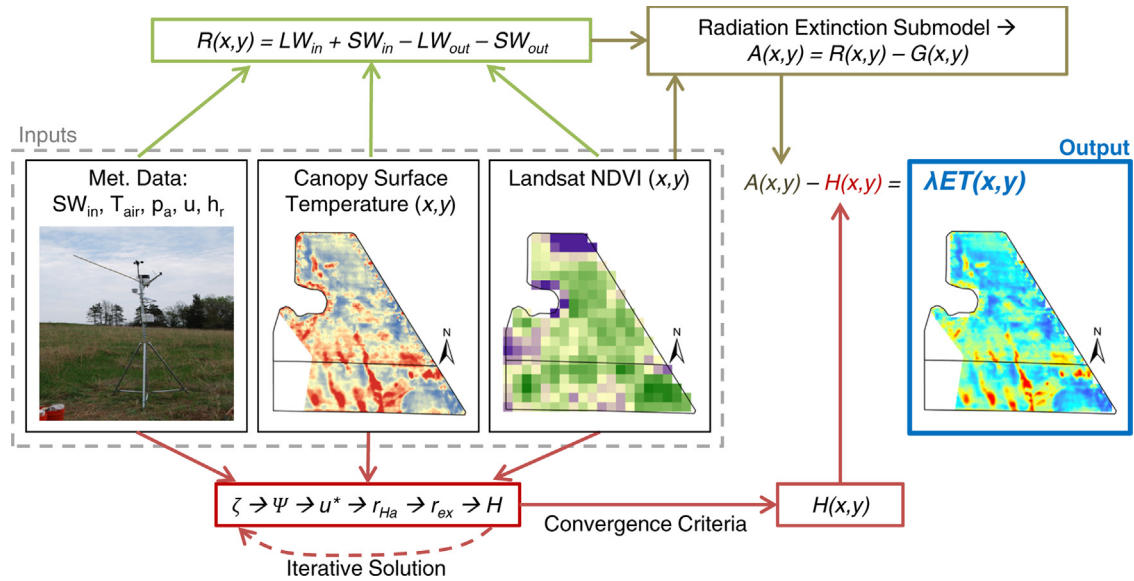 R(x,y) = LWin + SWin – LWout – SWout
Radiation Extinction Submodel →
A(x,y) = R(x,y) – G(x,y)
Inputs
Met. Data:
SWin, Tair, pa, u, hr
Canopy Surface
Temperature (x,y)
Landsat NDVI (x,y)
N
N
A(x,y) – H(x,y) =
Output
λET(x,y)
N
ζ → Ψ → u* → rHa → rex → H
Convergence Criteria
H(x,y)
Iterative Solution